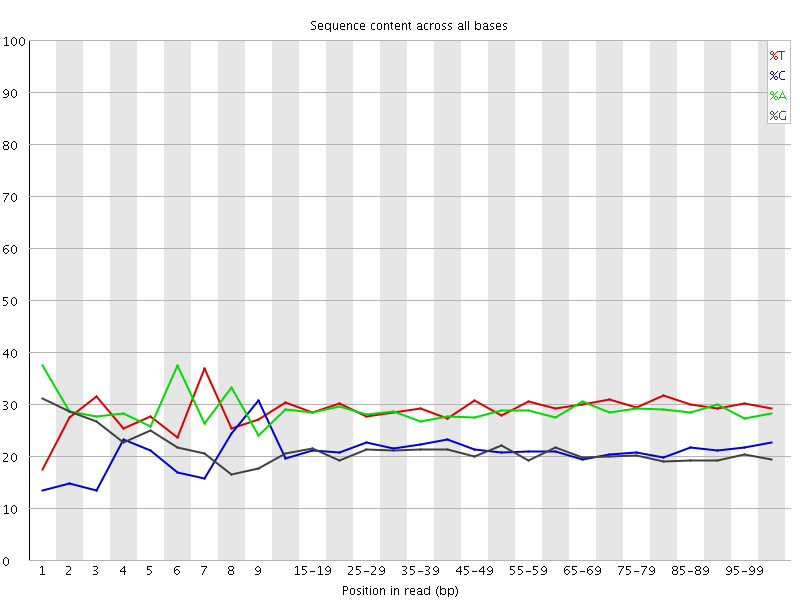 Sequence content across all bases
100
90
80
70
60
50
40
30
20
10
0
%T
%C
%A
%G
1 2 3 4 5 6 7 8 9 15-19 25-29 35-39 45-49 55-59 65-69 75-79 85-89 95-99
Position in read (bp)